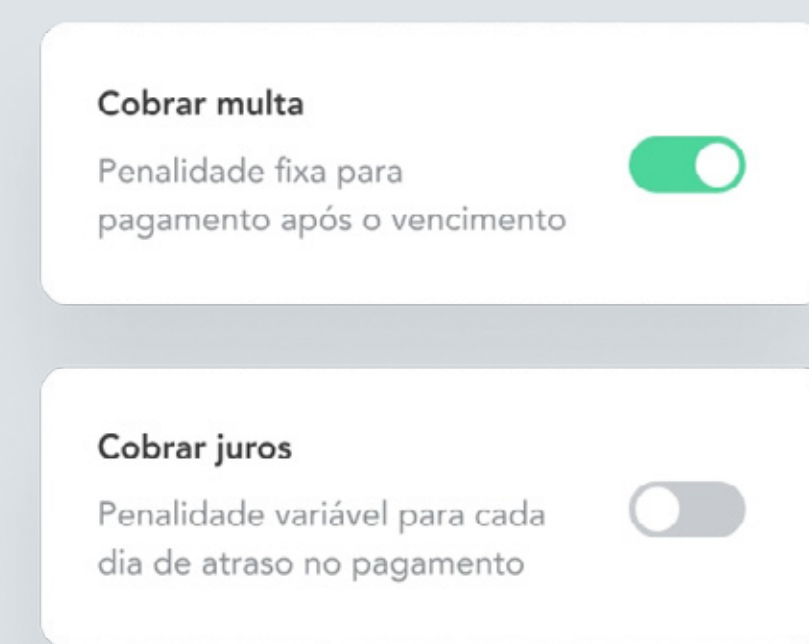 Cobrar multa
Penalidade fixa para
pagamento após o vencimento
Cobrar juros
Penalidade variável para cada
dia de atraso no pagamento